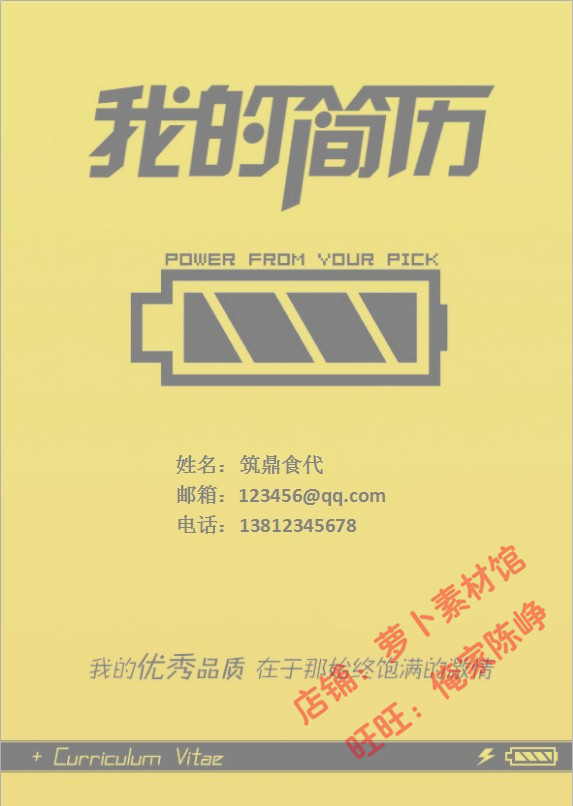 我的简历
POWER FROM YOUR PICK
姓名：筑鼎食代
邮箱：123456@qq.com
电话：13812345678
店铺：萝卜素材馆
旺旺：俺家陈峥
我的优秀品质 在于那始终饱满的激情
+ Curriculum Vitae